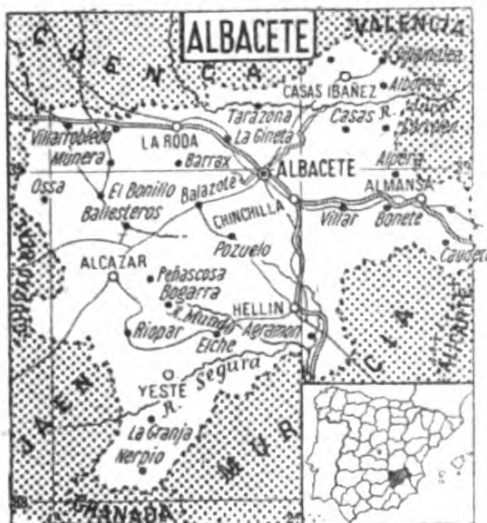 ALBACETE
VALENCIA
CUENCA
CASAS IBAÑEZ
Alborea
Tarazona
Casas R.
Villarrobledo
LA RODA
La Gineta
Munera
Barrax
ALBACETE
Alpera
Ossa
El Bonillo
Balazote
ALMANSA
Ballesteros
CHINCHILLA
Villar
Bonete
Pozuelo
Caudete
ALCAZAR
Peñascosa
Bogarra
HELLIN
R. Mundo
Riopar
Elche
Agramon
ALICANTE
YESTE
Segura
R.
JAEN
La Granja
MURCIA
Nerpio
GRANADA